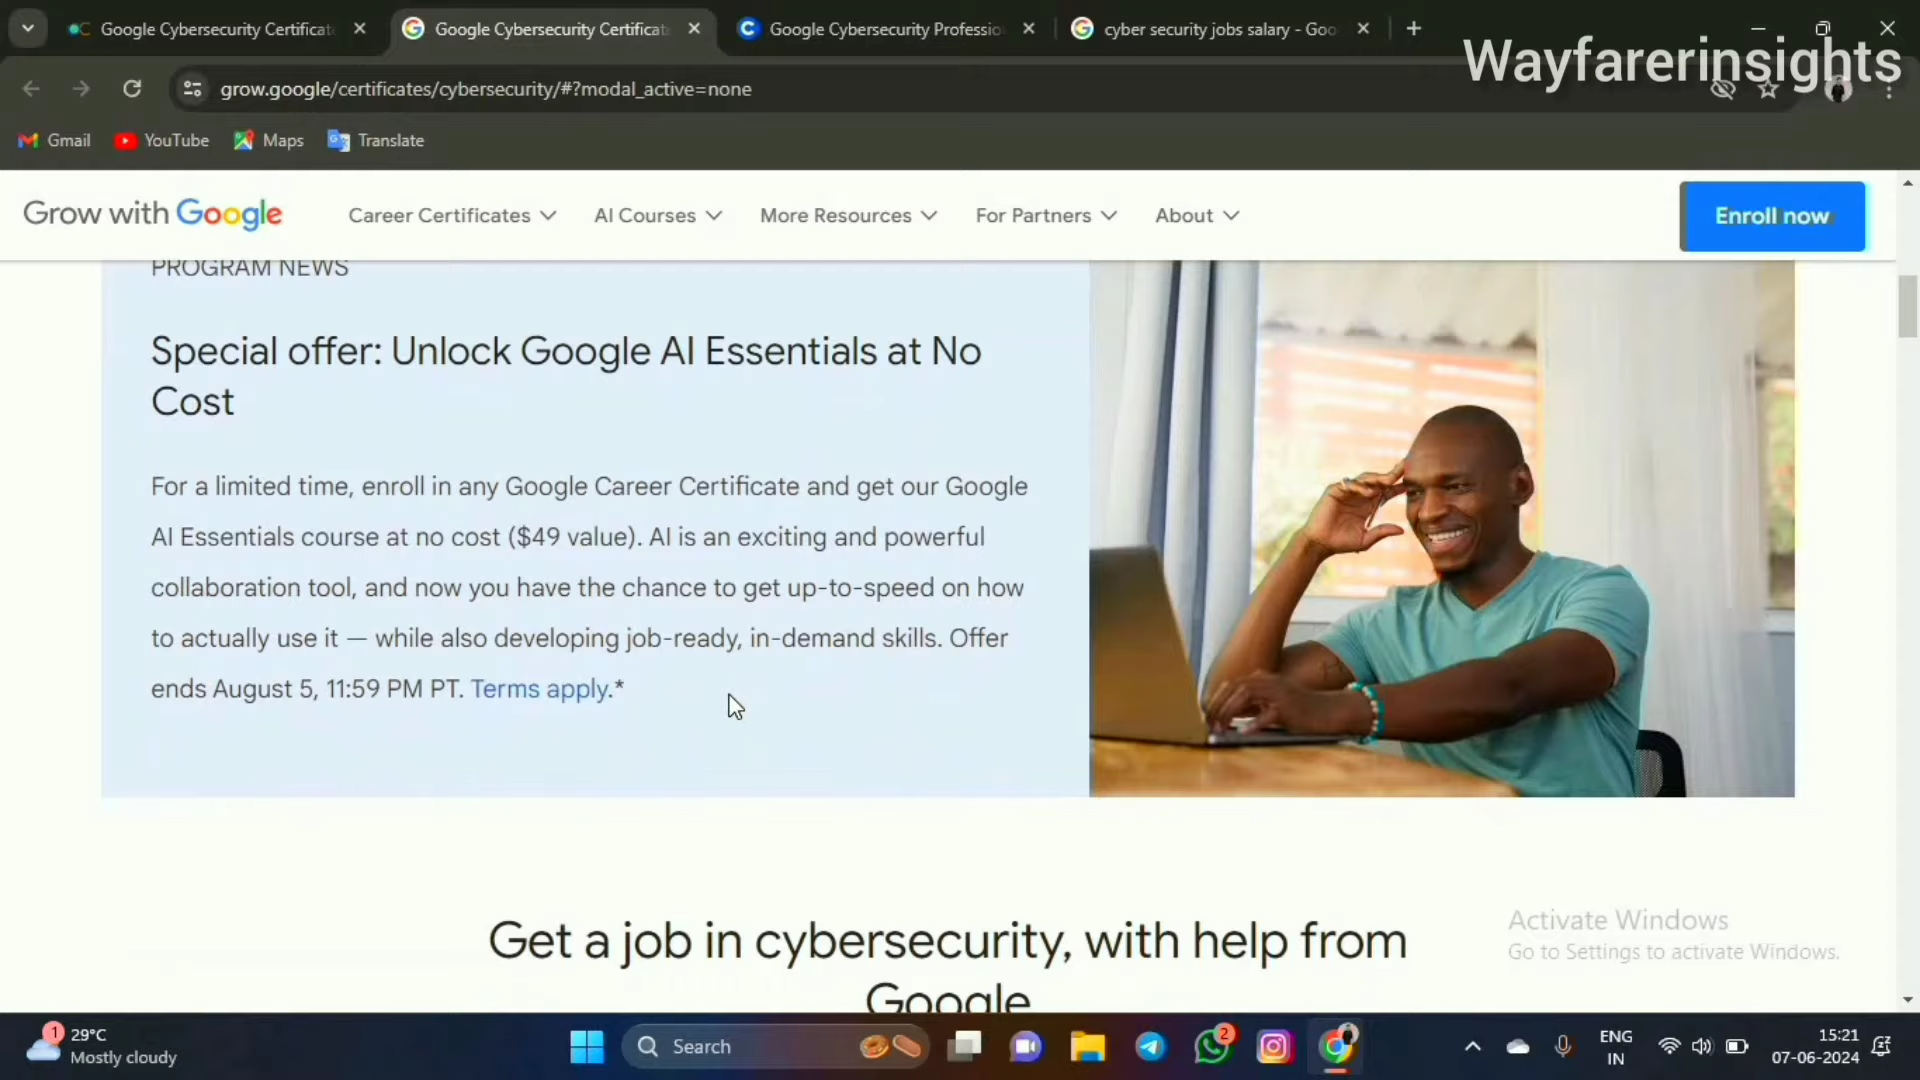 Google Cybersecurity Certificat
Google Cybersecurity Certificat
Google Cybersecurity Professio
cyber security jobs salary - Goo
Wayfarerinsights
grow.google/certificates/cybersecurity/#?modal_active=none
Gmail
YouTube
Maps
Translate
Grow with Google
Career Certificates
AI Courses
More Resources
For Partners
About
Enroll now
PROGRAM NEWS
Special offer: Unlock Google AI Essentials at No
Cost
For a limited time, enroll in any Google Career Certificate and get our Google
AI Essentials course at no cost ($49 value). AI is an exciting and powerful
collaboration tool, and now you have the chance to get up-to-speed on how
to actually use it — while also developing job-ready, in-demand skills. Offer
ends August 5, 11:59 PM PT. Terms apply.*
Get a job in cybersecurity, with help from
Google
Activate Windows
Go to Settings to activate Windows.
1
29°C
Mostly cloudy
Search
2
ENG
IN
15:21
07-06-2024